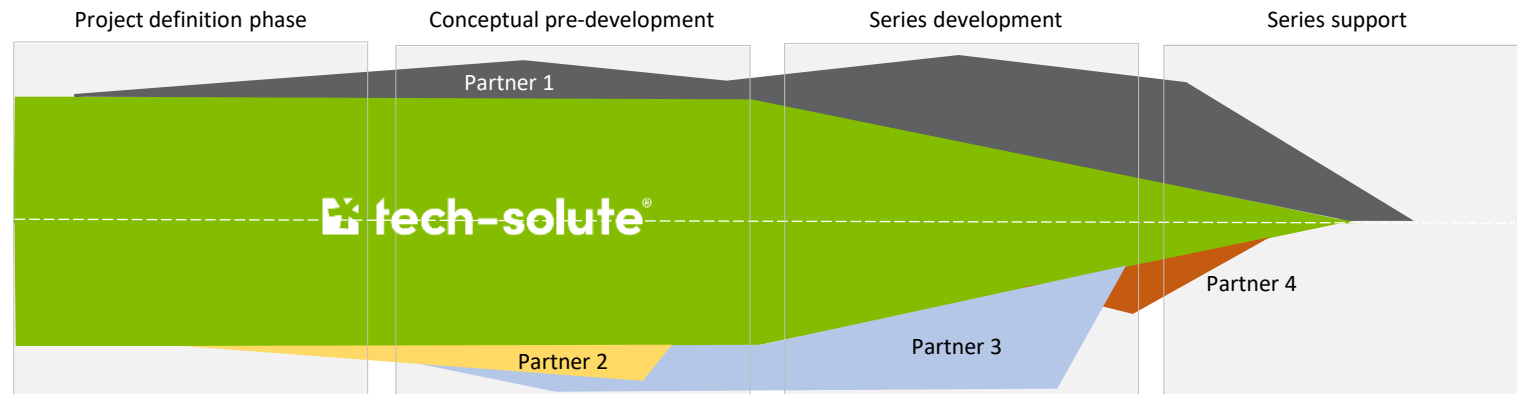 Project definition phase
Conceptual pre-development
Series development
Series support
Partner 1
tech-solute®
Partner 4
Partner 3
Partner 2